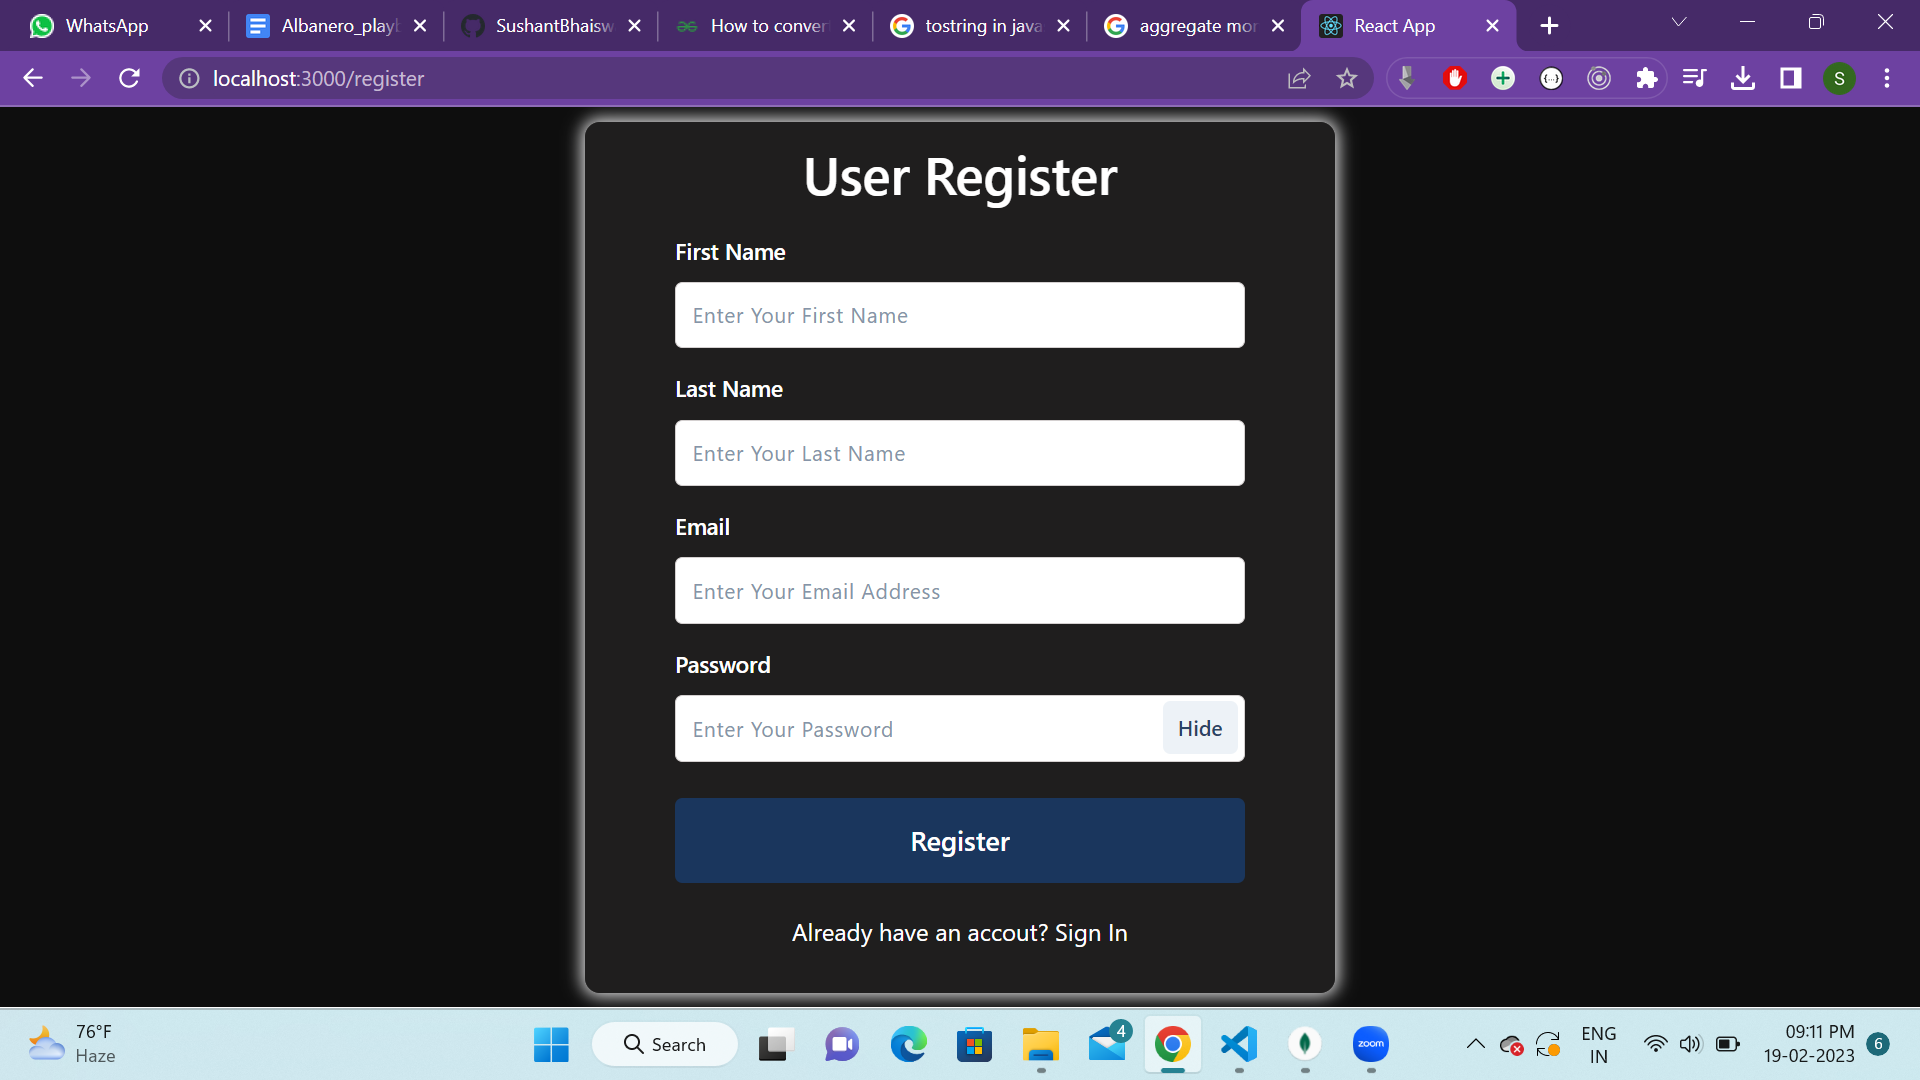 WhatsApp
Albanero_playb
SushantBhaisw
How to conver
tostring in java
aggregate mon
React App
localhost:3000/register
S
User Register
First Name
Enter Your First Name
Last Name
Enter Your Last Name
Email
Enter Your Email Address
Password
Enter Your Password
Hide
Register
Already have an accout? Sign In
76°F
Haze
Search
4
zoom
ENG
IN
09:11 PM
19-02-2023
6